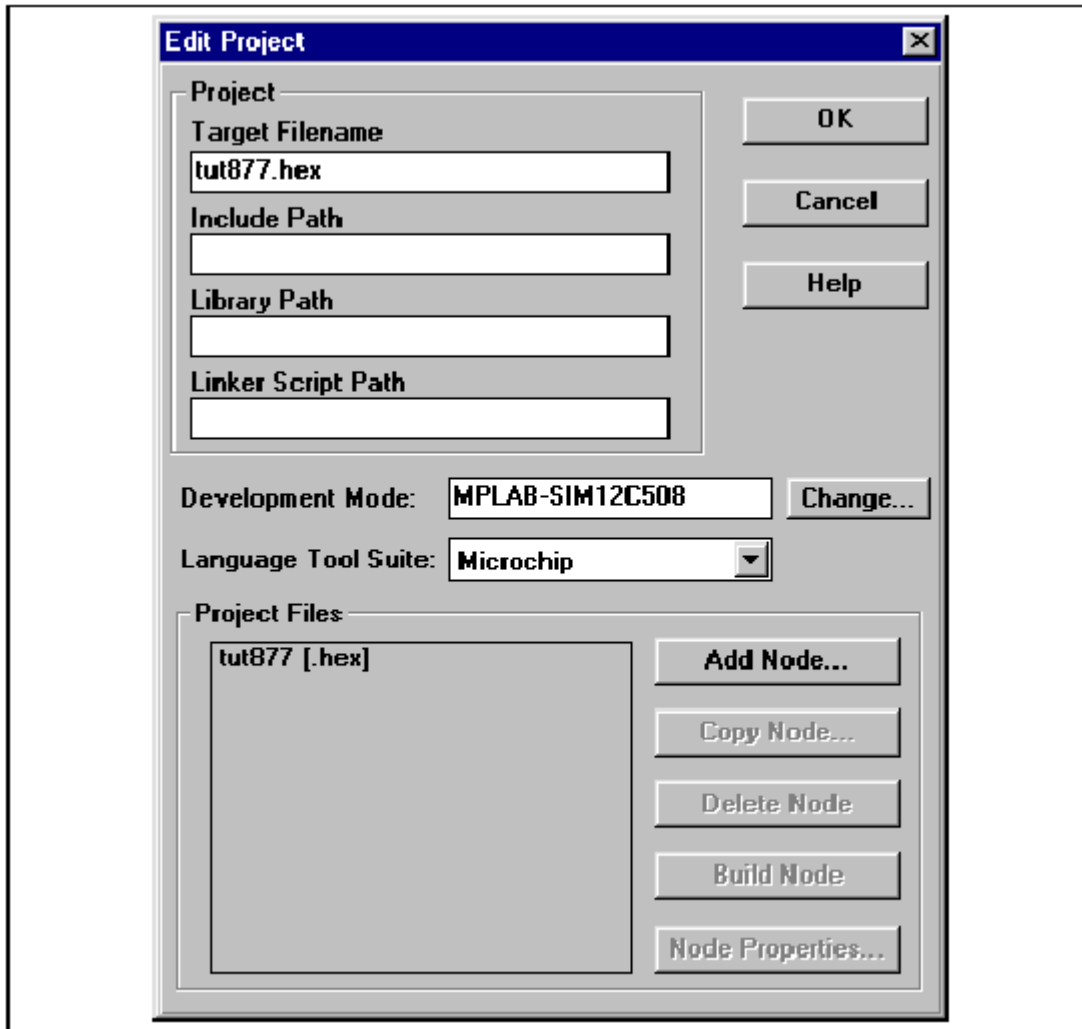 Edit Project
Project
Target Filename
tut877.hex
Include Path
Library Path
Linker Script Path
OK
Cancel
Help
Development Mode: MPLAB-SIM12C508 Change...
Language Tool Suite: Microchip
Project Files
tut877 [.hex]
Add Node...
Copy Node...
Delete Node
Build Node
Node Properties...